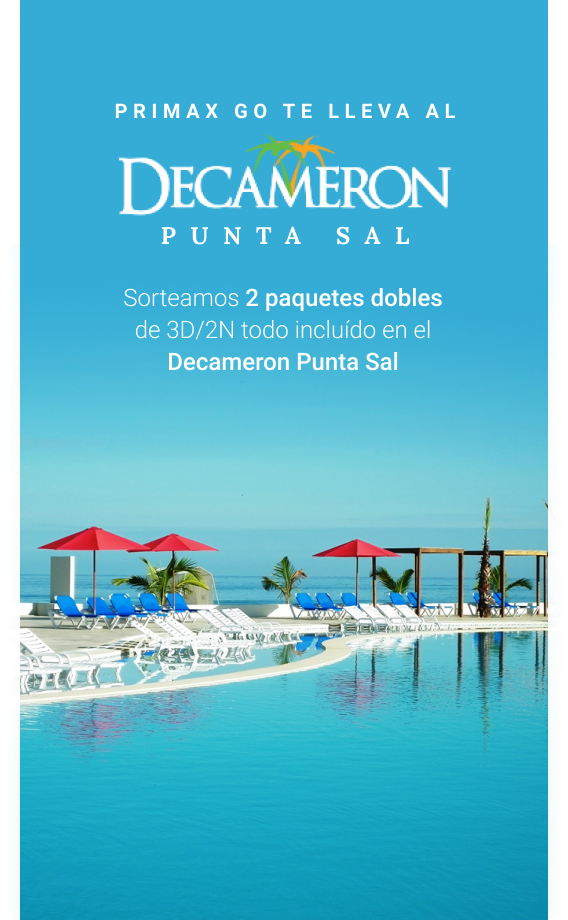 PRIMAX GO TE LLEVA AL
DECAMERON
PUNTA SAL
Sorteamos 2 paquetes dobles
de 3D/2N todo incluído en el
Decameron Punta Sal